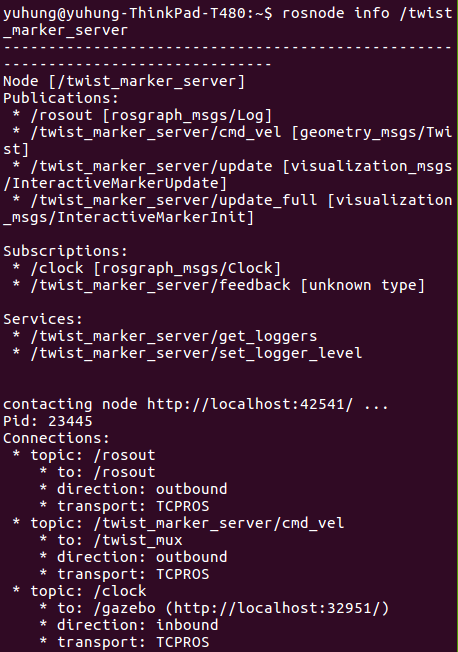 yuhung@yuhung-ThinkPad-T480:~$ rosnode info /twist
_marker_server
--------------------------------------------------
------------------------------
Node [/twist_marker_server]
Publications:
 * /rosout [rosgraph_msgs/Log]
 * /twist_marker_server/cmd_vel [geometry_msgs/Twi
st]
 * /twist_marker_server/update [visualization_msgs
/InteractiveMarkerUpdate]
 * /twist_marker_server/update_full [visualization
_msgs/InteractiveMarkerInit]

Subscriptions:
 * /clock [rosgraph_msgs/Clock]
 * /twist_marker_server/feedback [unknown type]

Services:
 * /twist_marker_server/get_loggers
 * /twist_marker_server/set_logger_level


contacting node http://localhost:42541/ ...
Pid: 23445
Connections:
 * topic: /rosout
    * to: /rosout
    * direction: outbound
    * transport: TCPROS
 * topic: /twist_marker_server/cmd_vel
    * to: /twist_mux
    * direction: outbound
    * transport: TCPROS
 * topic: /clock
    * to: /gazebo (http://localhost:32951/)
    * direction: inbound
    * transport: TCPROS